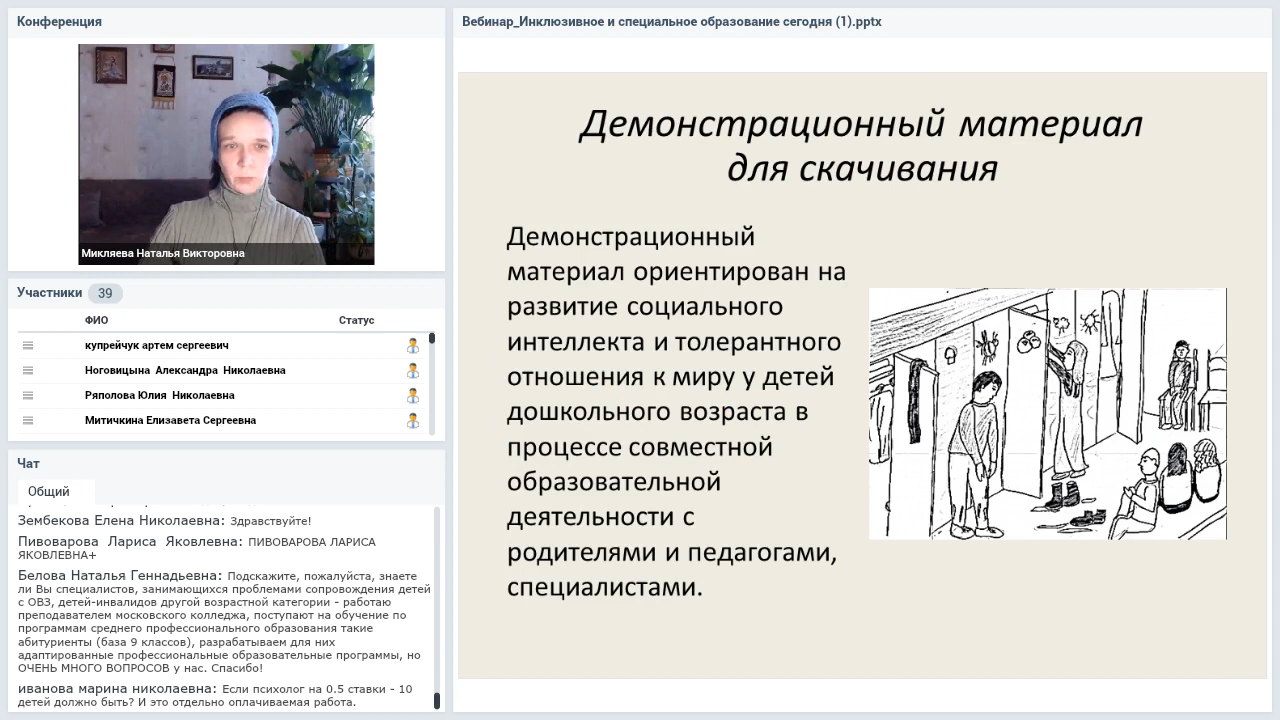 Конференция
Микляева Наталья Викторовна
Участники 39
ФИО Статус
купрейчук артем сергеевич
Ноговицына Александра Николаевна
Ряполова Юлия Николаевна
Митичкина Елизавета Сергеевна
Чат
Общий
Зембекова Елена Николаевна: Здравствуйте!
Пивоварова Лариса Яковлевна: ПИВОВАРОВА ЛАРИСА
ЯКОВЛЕВНА+
Белова Наталья Геннадьевна: Подскажите, пожалуйста, знаете
ли Вы специалистов, занимающихся проблемами сопровождения детей
с ОВЗ, детей-инвалидов другой возрастной категории - работаю
преподавателем московского колледжа, поступают на обучение по
программам среднего профессионального образования такие
абитуриенты (база 9 классов), разрабатываем для них
адаптированные профессиональные образовательные программы, но
ОЧЕНЬ МНОГО ВОПРОСОВ у нас. Спасибо!
иванова марина николаевна: Если психолог на 0.5 ставки - 10
детей должно быть? И это отдельно оплачиваемая работа.
Вебинар_Инклюзивное и специальное образование сегодня (1).pptx
Демонстрационный материал
для скачивания
Демонстрационный
материал ориентирован на
развитие социального
интеллекта и толерантного
отношения к миру у детей
дошкольного возраста в
процессе совместной
образовательной
деятельности с
родителями и педагогами,
специалистами.